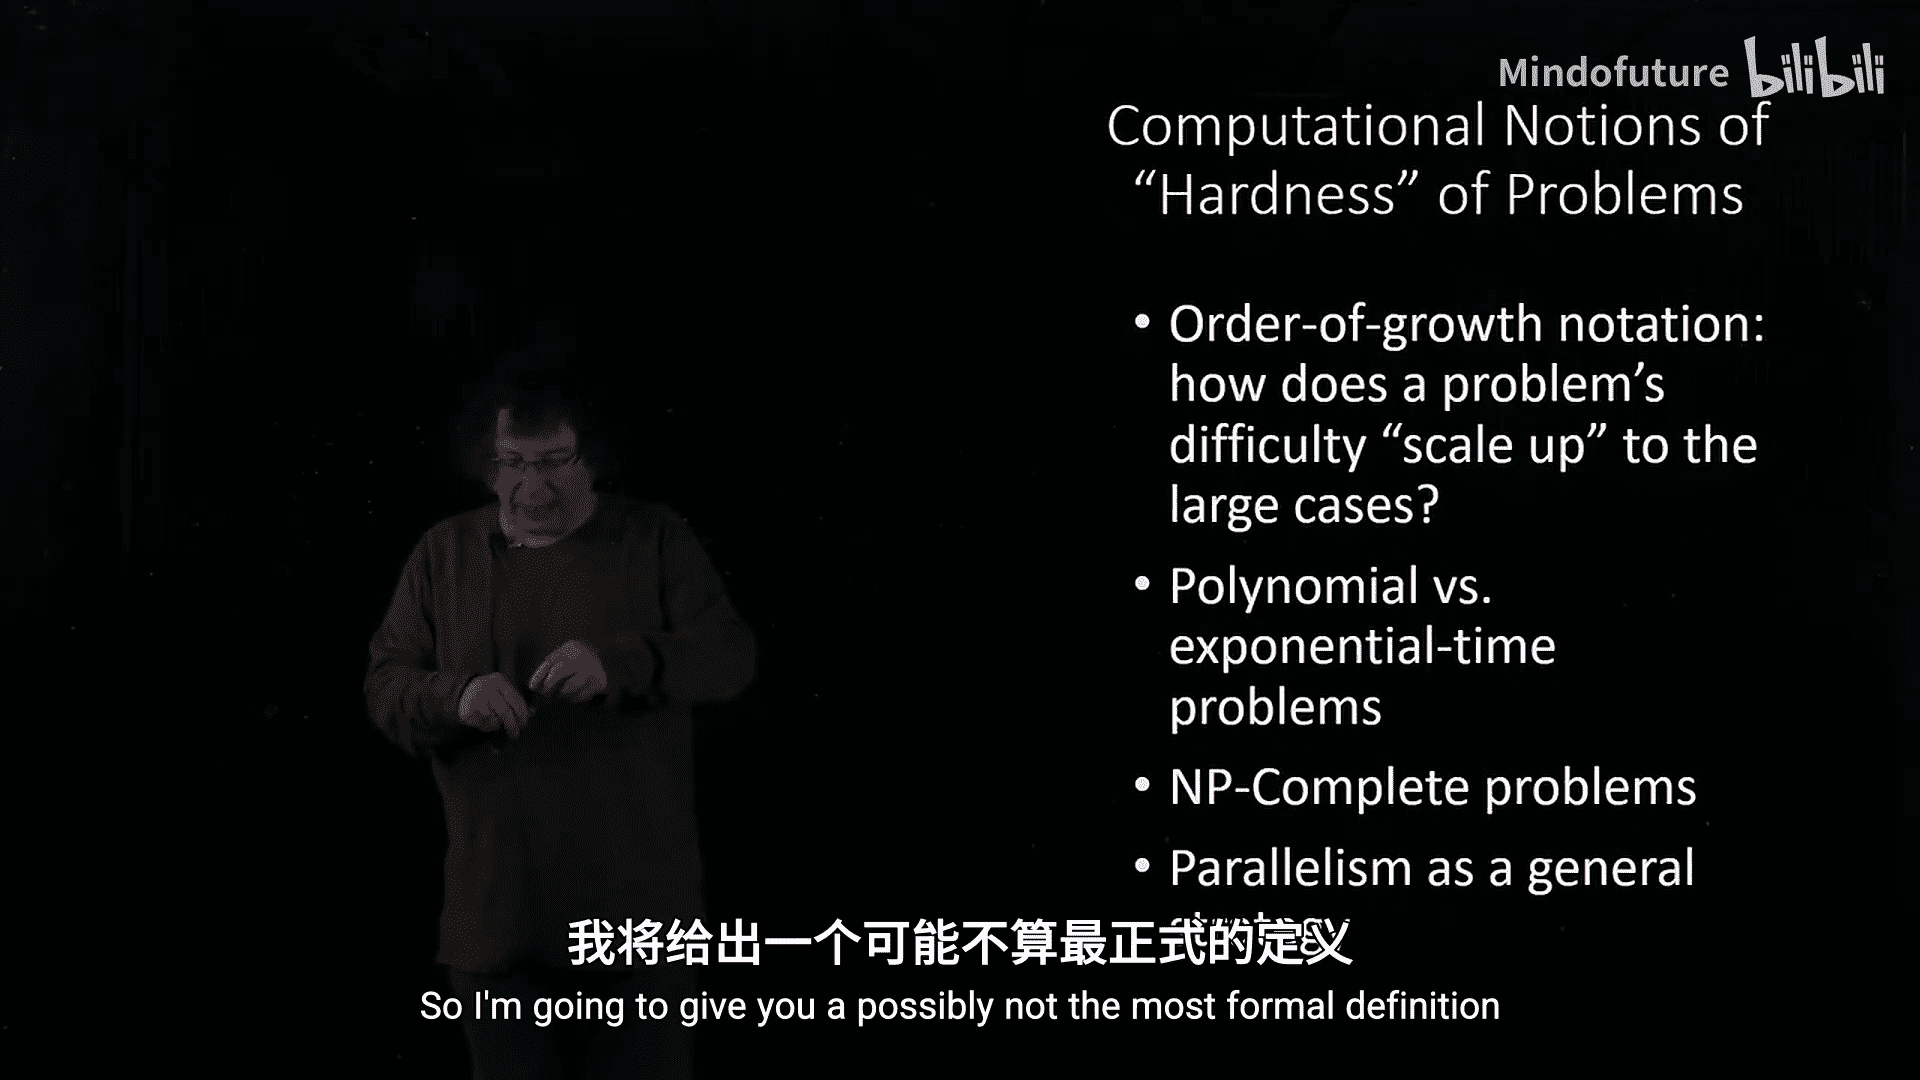 Mindofuture bilibili
Computational Notions of
“Hardness” of Problems
• Order-of-growth notation:
how does a problem’s
difficulty “scale up” to the
large cases?
• Polynomial vs.
exponential-time
problems
• NP-Complete problems
• Parallelism as a general
我将给出一个可能不算最正式的定义
So I'm going to give you a possibly not the most formal definition